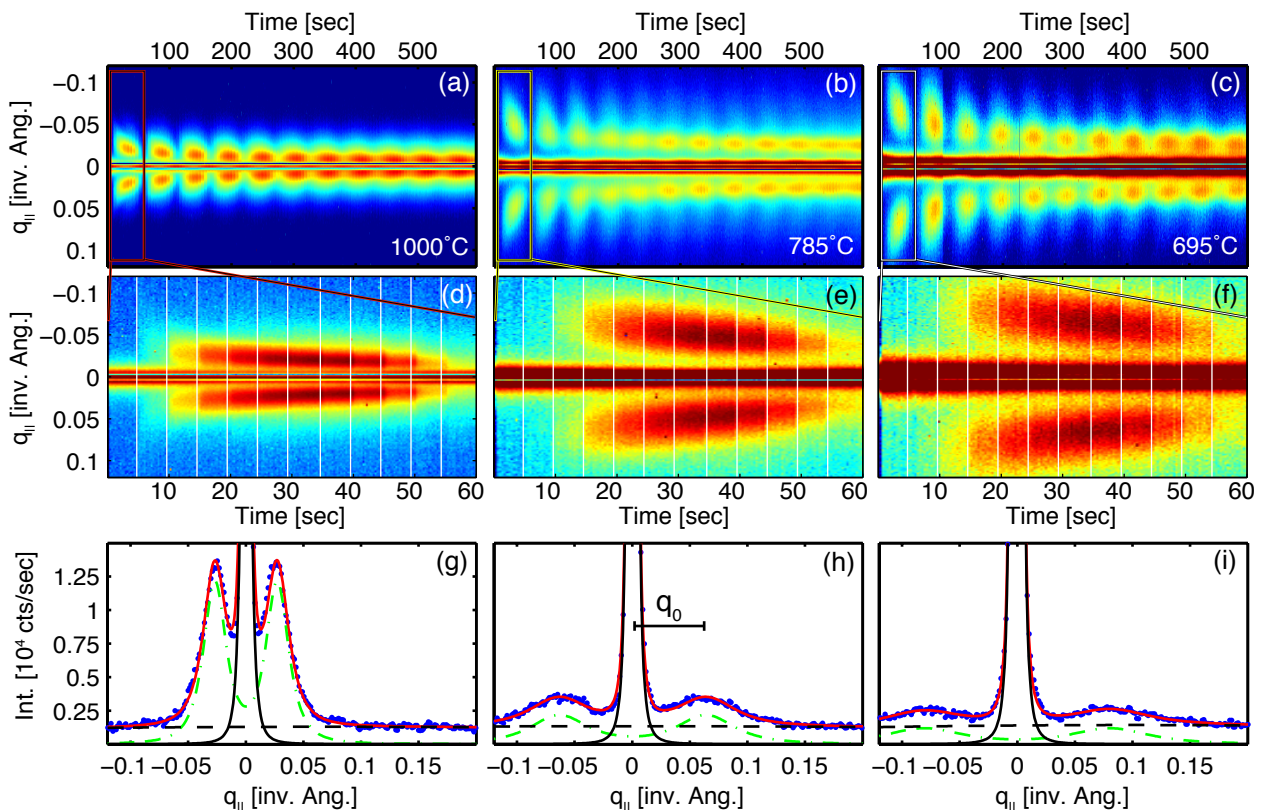 Time [sec] Time [sec] Time [sec]
100 200 300 400 500 100 200 300 400 500 100 200 300 400 500
(a) (b) (c)
−0.1
−0.05
0
0.05
0.1
q|| [inv. Ang.]
1000°C 785°C 695°C
(d) (e) (f)
−0.1
−0.05
0
0.05
0.1
q|| [inv. Ang.]
10 20 30 40 50 60 10 20 30 40 50 60 10 20 30 40 50 60
Time [sec] Time [sec] Time [sec]
(g) (h) (i)
q0
1.25
1
0.75
0.5
0.25
Int. [10⁴ cts/sec]
−0.1 −0.05 0 0.05 0.1 0.15 −0.1 −0.05 0 0.05 0.1 0.15 −0.1 −0.05 0 0.05 0.1 0.15
q|| [inv. Ang.] q|| [inv. Ang.] q|| [inv. Ang.]